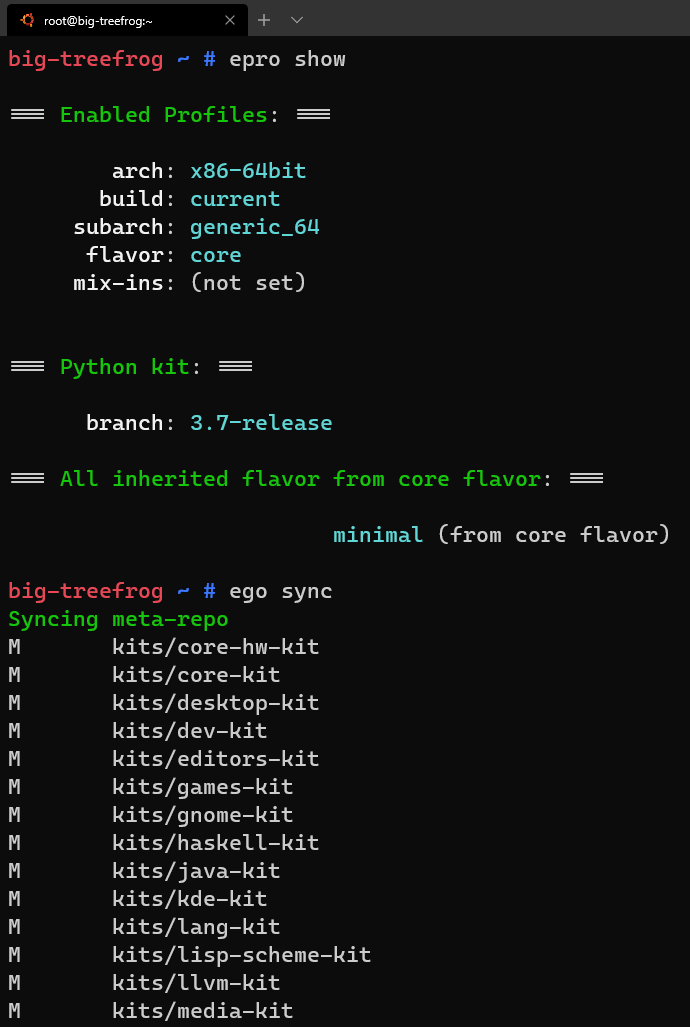 root@big-treefrog:~
big-treefrog ~ # epro show
=== Enabled Profiles: ===
arch: x86-64bit
build: current
subarch: generic_64
flavor: core
mix-ins: (not set)
=== Python kit: ===
branch: 3.7-release
=== All inherited flavor from core flavor: ===
minimal (from core flavor)
big-treefrog ~ # ego sync
Syncing meta-repo
M kits/core-hw-kit
M kits/core-kit
M kits/desktop-kit
M kits/dev-kit
M kits/editors-kit
M kits/games-kit
M kits/gnome-kit
M kits/haskell-kit
M kits/java-kit
M kits/kde-kit
M kits/lang-kit
M kits/lisp-scheme-kit
M kits/llvm-kit
M kits/media-kit